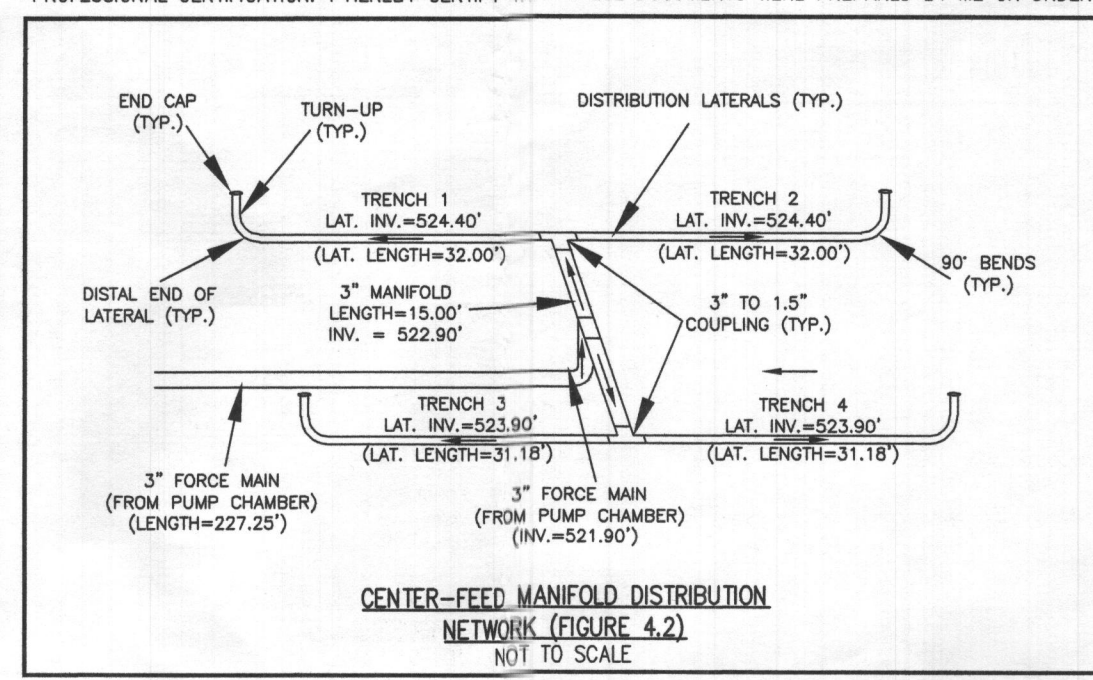 END CAP
(TYP.)
TURN-UP
(TYP.)
DISTRIBUTION LATERALS (TYP.)
TRENCH 1
LAT. INV.=524.40'
(LAT. LENGTH=32.00')
TRENCH 2
LAT. INV.=524.40'
(LAT. LENGTH=32.00')
90° BENDS
(TYP.)
DISTAL END OF
LATERAL (TYP.)
3" MANIFOLD
LENGTH=15.00'
INV. = 522.90'
3" TO 1.5"
COUPLING (TYP.)
TRENCH 3
LAT. INV.=523.90'
(LAT. LENGTH=31.18')
TRENCH 4
LAT. INV.=523.90'
(LAT. LENGTH=31.18')
3" FORCE MAIN
(FROM PUMP CHAMBER)
(LENGTH=227.25')
3" FORCE MAIN
(FROM PUMP CHAMBER)
(INV.=521.90')
CENTER-FEED MANIFOLD DISTRIBUTION
NETWORK (FIGURE 4.2)
NOT TO SCALE